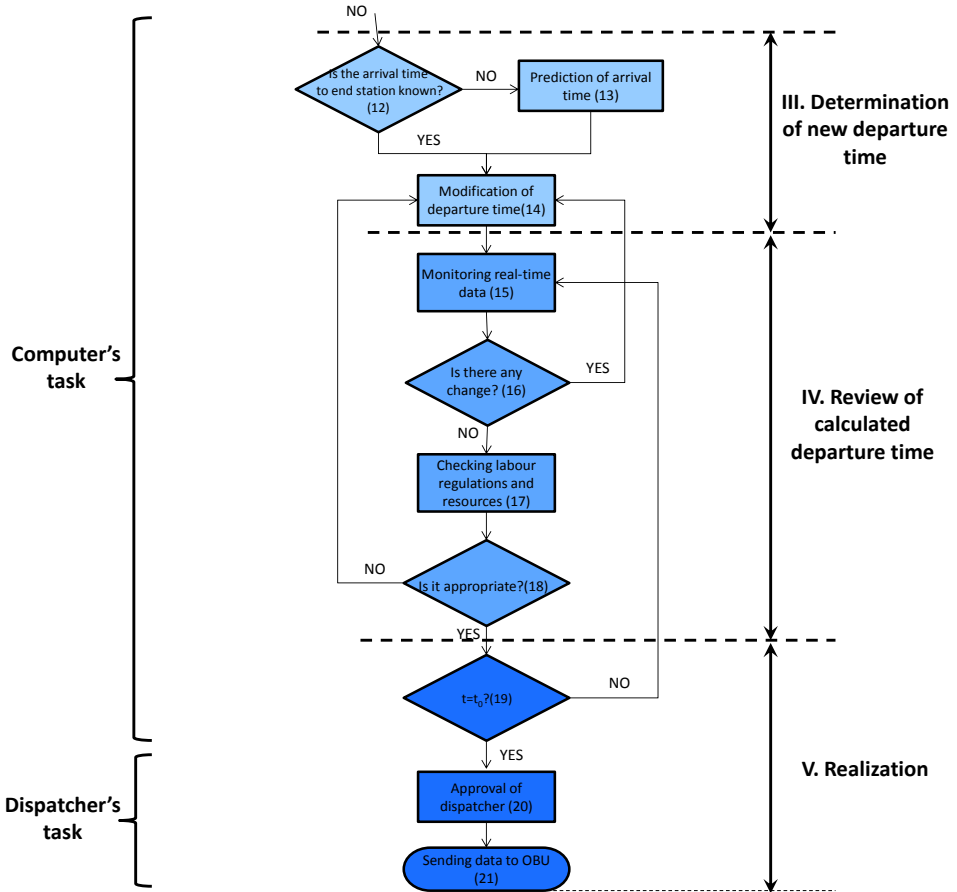 NO
Is the arrival time
to end station known?
(12)
NO
Prediction of arrival
time (13)
YES
III. Determination
of new departure
time
Modification of
departure time(14)
Monitoring real-time
data (15)
Is there any
change? (16)
YES
NO
Computer's
task
IV. Review of
calculated
departure time
Checking labour
regulations and
resources (17)
NO
Is it appropriate?(18)
YES
t=t₀?(19)
NO
YES
V. Realization
Approval of
dispatcher (20)
Dispatcher's
task
Sending data to OBU
(21)